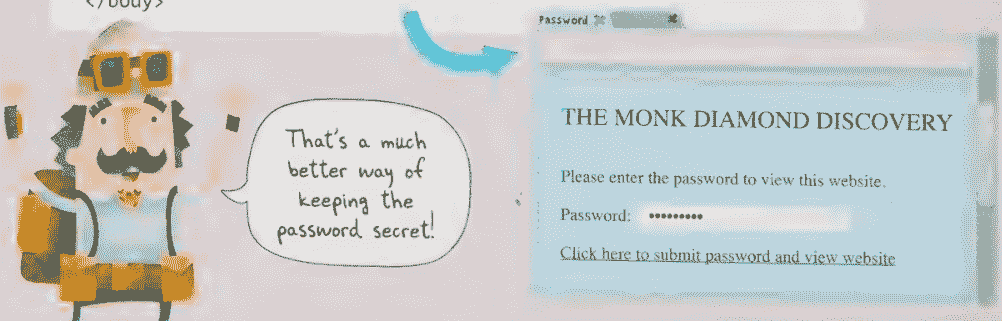 </body>
Password
That's a much
better way of
keeping the
password secret!
THE MONK DIAMOND DISCOVERY
Please enter the password to view this website.
Password: •••••••••
Click here to submit password and view website